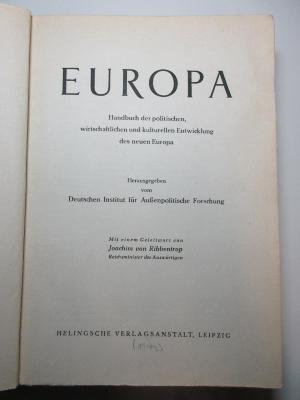 EUROPA
Handbuch der politischen,
wirtschaftlichen und kulturellen Entwicklung
des neuen Europa
Herausgegeben
vom
Deutschen Institut für Außenpolitische Forschung
Mit einem Geleitwort von
Joachim von Ribbentrop
Reichsminister des Auswärtigen
HELINGSCHE VERLAGSANSTALT, LEIPZIG